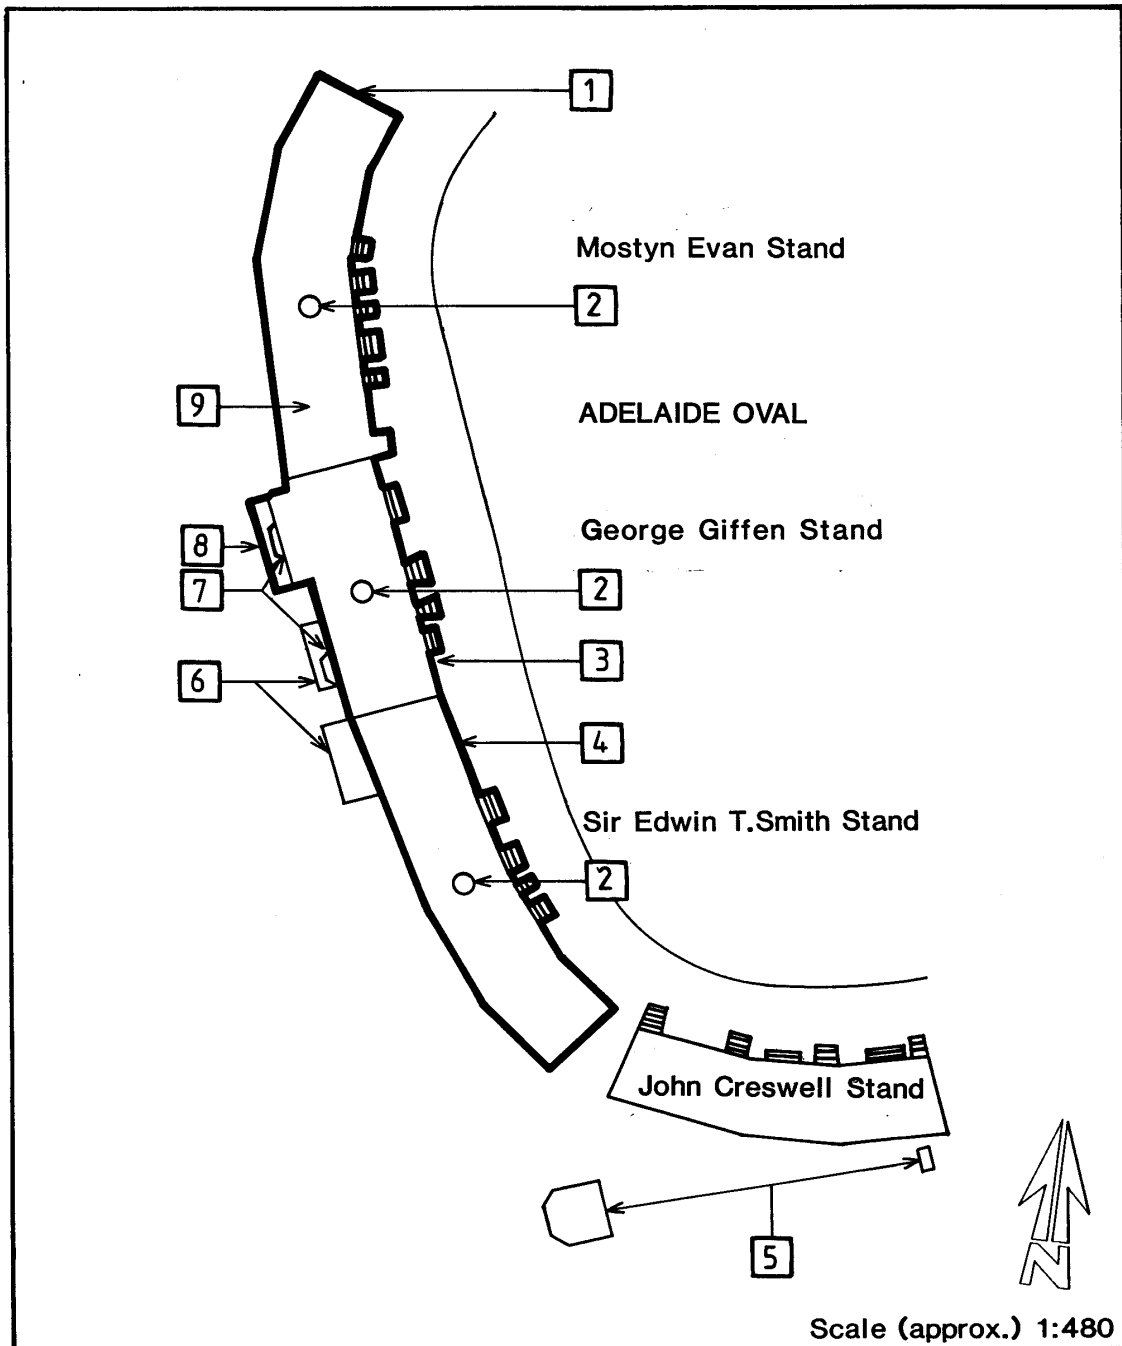 1
Mostyn Evan Stand
2
9
ADELAIDE OVAL
George Giffen Stand
8
7
2
3
6
4
Sir Edwin T.Smith Stand
2
John Creswell Stand
5
N
Scale (approx.) 1:480